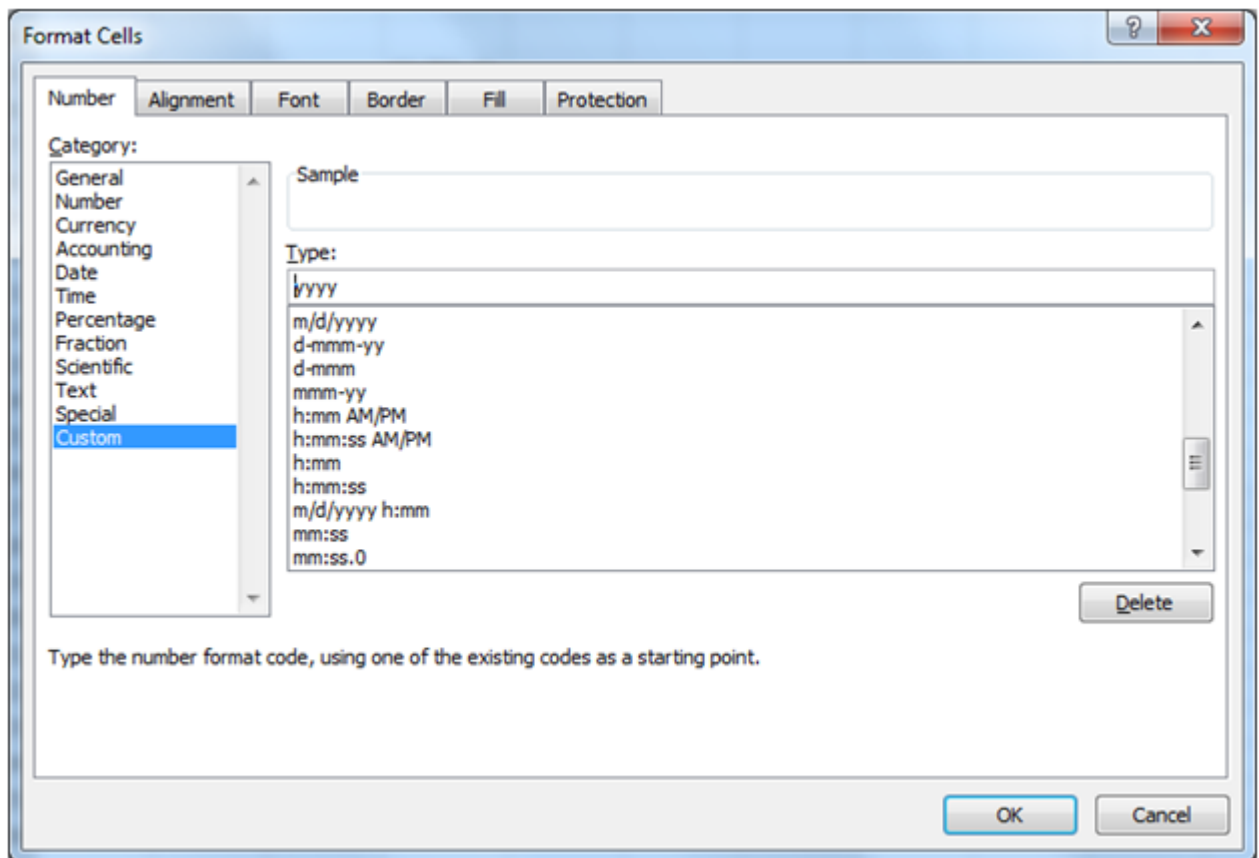 Format Cells
Number Alignment Font Border Fill Protection
Category:
General
Number
Currency
Accounting
Date
Time
Percentage
Fraction
Scientific
Text
Special
Custom
Sample
Type:
yyyy
m/d/yyyy
d-mmm-yy
d-mmm
mmm-yy
h:mm AM/PM
h:mm:ss AM/PM
h:mm
h:mm:ss
m/d/yyyy h:mm
mm:ss
mm:ss.0
Delete
Type the number format code, using one of the existing codes as a starting point.
OK Cancel